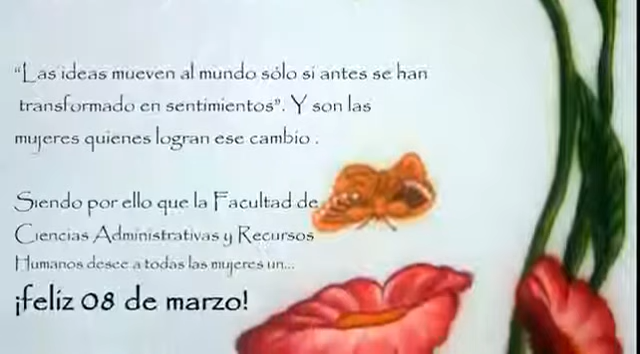 “Las ideas mueven al mundo sólo si antes se han
transformado en sentimientos”. Y son las
mujeres quienes logran ese cambio .
Siendo por ello que la Facultad de
Ciencias Administrativas y Recursos
Humanos desee a todas las mujeres un...
¡feliz 08 de marzo!